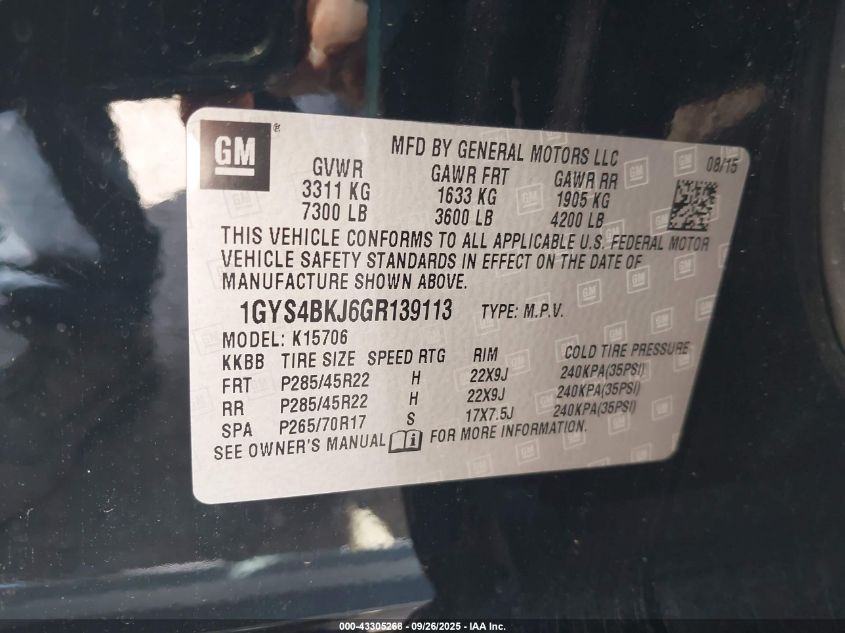 GM ®
MFD BY GENERAL MOTORS LLC
08/15
GVWR GAWR FRT GAWR RR
3311 KG 1633 KG 1905 KG
7300 LB 3600 LB 4200 LB
THIS VEHICLE CONFORMS TO ALL APPLICABLE U.S. FEDERAL MOTOR
VEHICLE SAFETY STANDARDS IN EFFECT ON THE DATE OF
MANUFACTURE SHOWN ABOVE.
1GYS4BKJ6GR139113 TYPE: M.P.V.
MODEL: K15706
KKBB TIRE SIZE SPEED RTG RIM COLD TIRE PRESSURE
FRT P285/45R22 H 22X9J 240KPA(35PSI)
RR P285/45R22 H 22X9J 240KPA(35PSI)
SPA P265/70R17 S 17X7.5J 240KPA(35PSI)
SEE OWNER'S MANUAL FOR MORE INFORMATION.
000-43305268 - 09/26/2025 - IAA Inc.